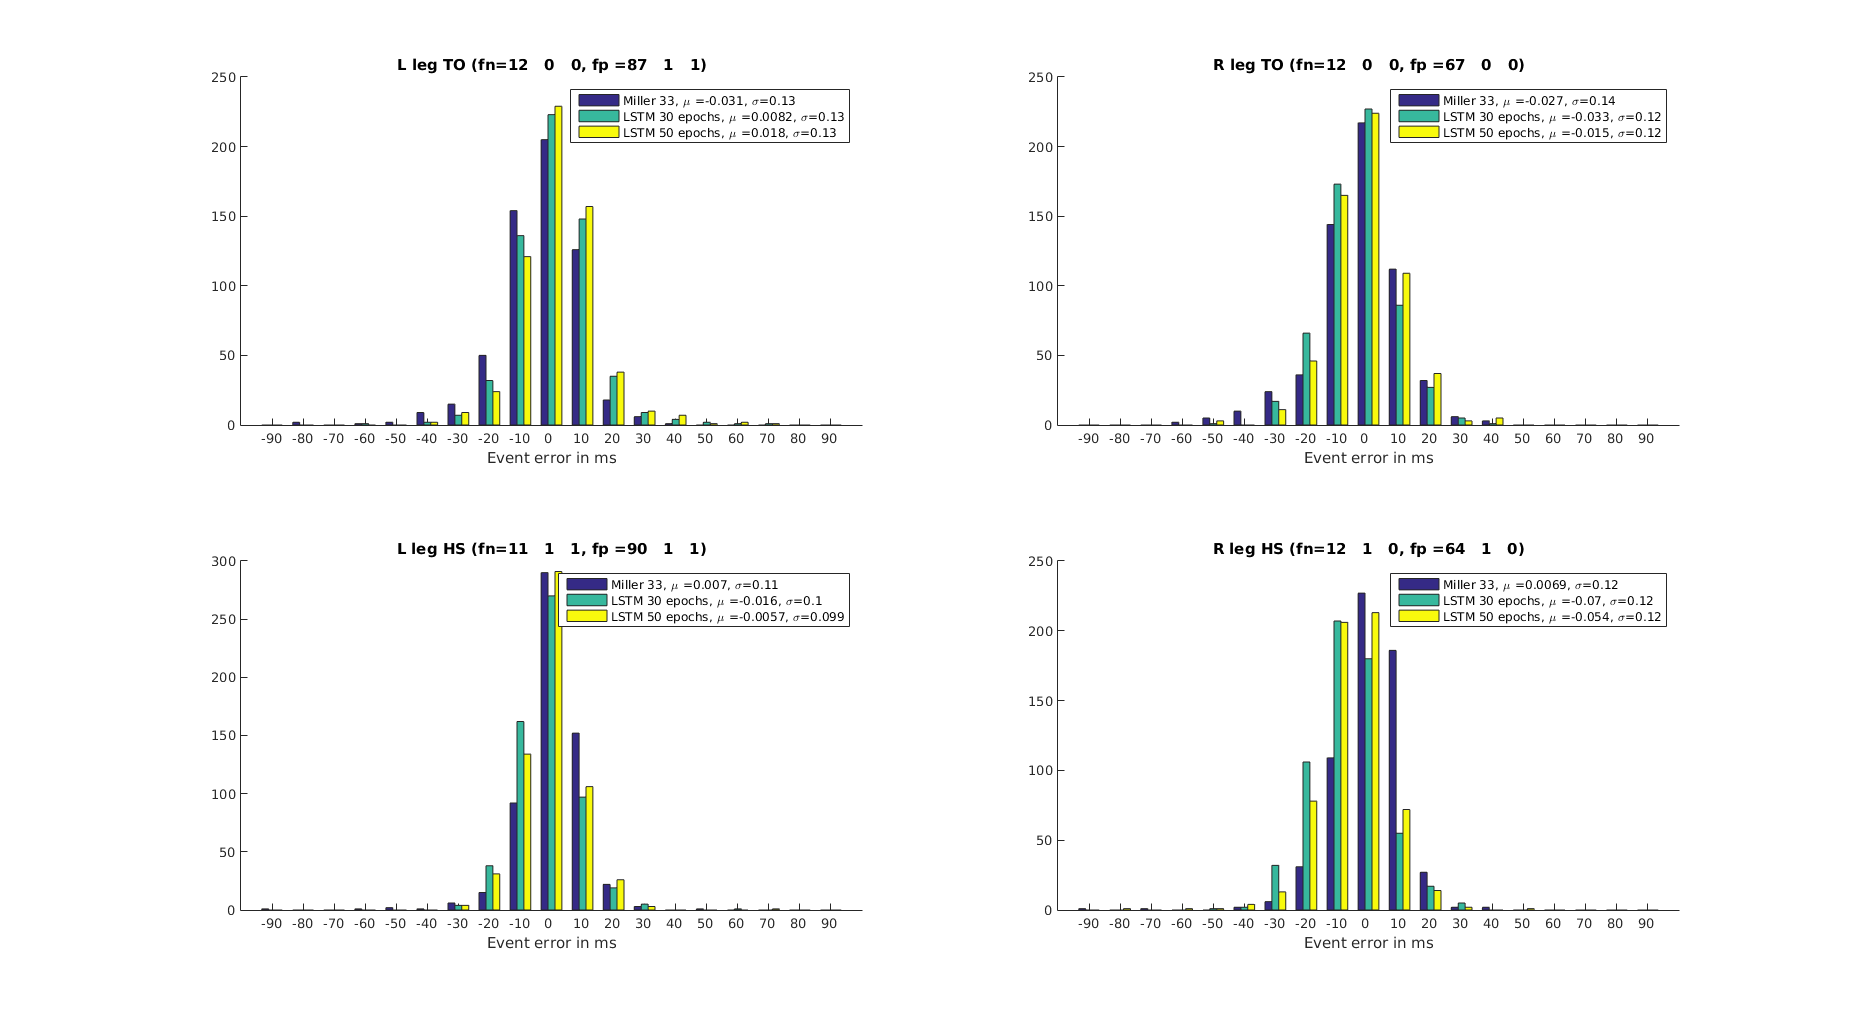 L leg TO (fn=12 0 0, fp =87 1 1)
250
200
150
100
50
0
Miller 33, μ =-0.031, σ=0.13
LSTM 30 epochs, μ =0.0082, σ=0.13
LSTM 50 epochs, μ =0.018, σ=0.13
-90 -80 -70 -60 -50 -40 -30 -20 -10 0 10 20 30 40 50 60 70 80 90
Event error in ms
R leg TO (fn=12 0 0, fp =67 0 0)
250
200
150
100
50
0
Miller 33, μ =-0.027, σ=0.14
LSTM 30 epochs, μ =-0.033, σ=0.12
LSTM 50 epochs, μ =-0.015, σ=0.12
-90 -80 -70 -60 -50 -40 -30 -20 -10 0 10 20 30 40 50 60 70 80 90
Event error in ms
L leg HS (fn=11 1 1, fp =90 1 1)
300
250
200
150
100
50
0
Miller 33, μ =0.007, σ=0.11
LSTM 30 epochs, μ =-0.016, σ=0.1
LSTM 50 epochs, μ =-0.0057, σ=0.099
-90 -80 -70 -60 -50 -40 -30 -20 -10 0 10 20 30 40 50 60 70 80 90
Event error in ms
R leg HS (fn=12 1 0, fp =64 1 0)
250
200
150
100
50
0
Miller 33, μ =0.0069, σ=0.12
LSTM 30 epochs, μ =-0.07, σ=0.12
LSTM 50 epochs, μ =-0.054, σ=0.12
-90 -80 -70 -60 -50 -40 -30 -20 -10 0 10 20 30 40 50 60 70 80 90
Event error in ms